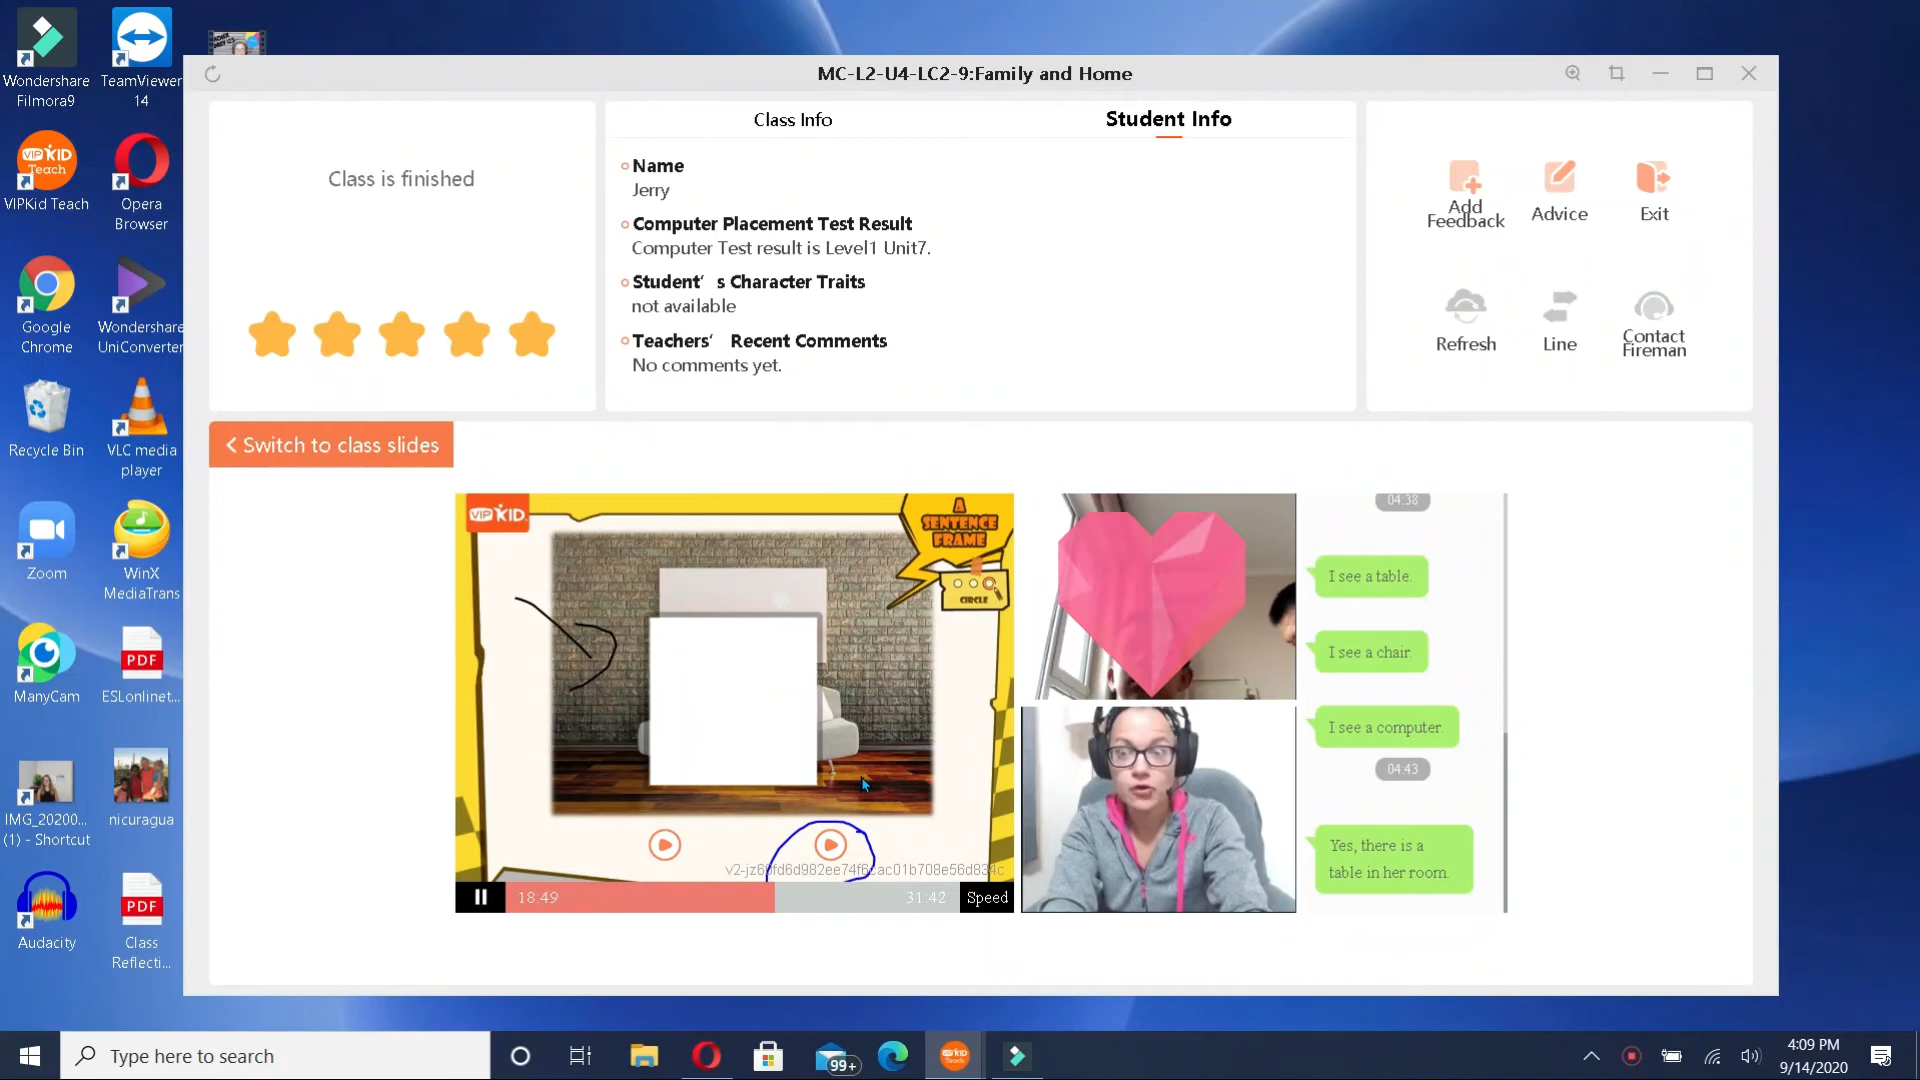 Wondershare
Filmora9
TeamViewer
14
VIPKID
Teach
VIPKid Teach
Opera
Browser
Google
Chrome
Wondershare
UniConverter
Recycle Bin
VLC media
player
Zoom
WinX
MediaTrans
ManyCam
PDF
ESLonlinet...
IMG_20200...
(1) - Shortcut
nicuragua
Audacity
PDF
Class
Reflecti...
MC-L2-U4-LC2-9:Family and Home
Class is finished
Class Info
Student Info
Name
Jerry
Computer Placement Test Result
Computer Test result is Level1 Unit7.
Student’ s Character Traits
not available
Teachers’ Recent Comments
No comments yet.
Add
Feedback
Advice
Exit
Refresh
Line
Contact
Fireman
< Switch to class slides
VIPKID
A
SENTENCE
FRAME
CIRCLE
18:49
31:42
Speed
04:38
I see a table.
I see a chair.
I see a computer.
04:43
Yes, there is a
table in her room.
Type here to search
99+
VIPKID
Teach
4:09 PM
9/14/2020